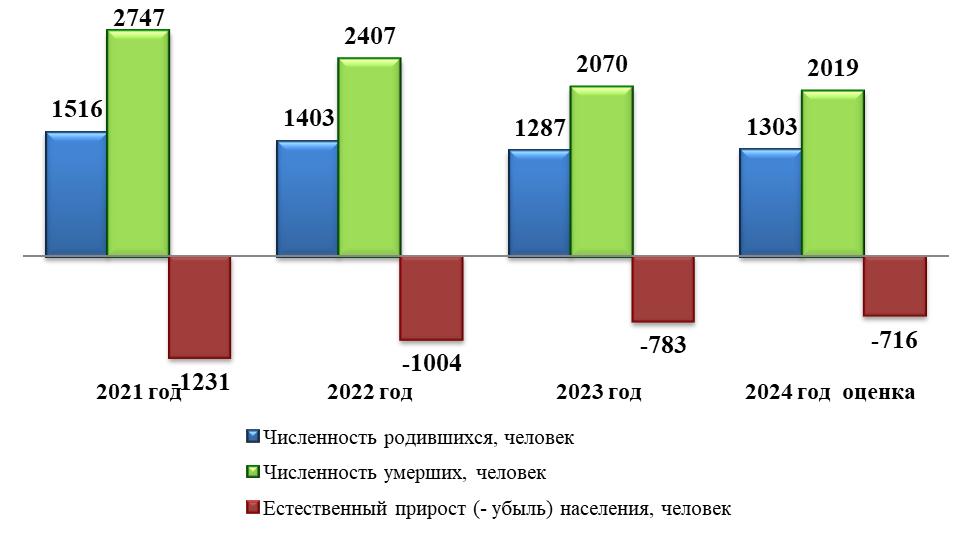 2747
2407
2070
2019
1516
1403
1287
1303
-1231
-1004
-783
-716
2021 год
2022 год
2023 год
2024 год оценка
Численность родившихся, человек
Численность умерших, человек
Естественный прирост (- убыль) населения, человек